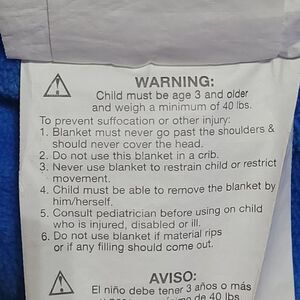 WARNING:
Child must be age 3 and older
and weigh a minimum of 40 lbs.
To prevent suffocation or other injury:
1. Blanket must never go past the shoulders &
should never cover the head.
2. Do not use this blanket in a crib.
3. Never use blanket to restrain child or restrict
movement.
4. Child must be able to remove the blanket by
him/herself.
5. Consult pediatrician before using on child
who is injured, disabled or ill.
6. Do not use blanket if material rips
or if any filling should come out.
AVISO:
El niño debe tener 3 años o más
mo de 40 lbs